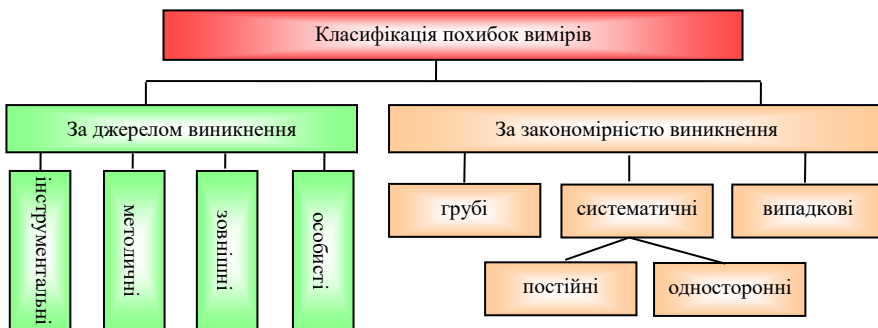 Класифікація похибок вимірів
За джерелом виникнення
За закономірністю виникнення
інструментальні
методичні
зовнішні
особисті
грубі
систематичні
випадкові
постійні
односторонні